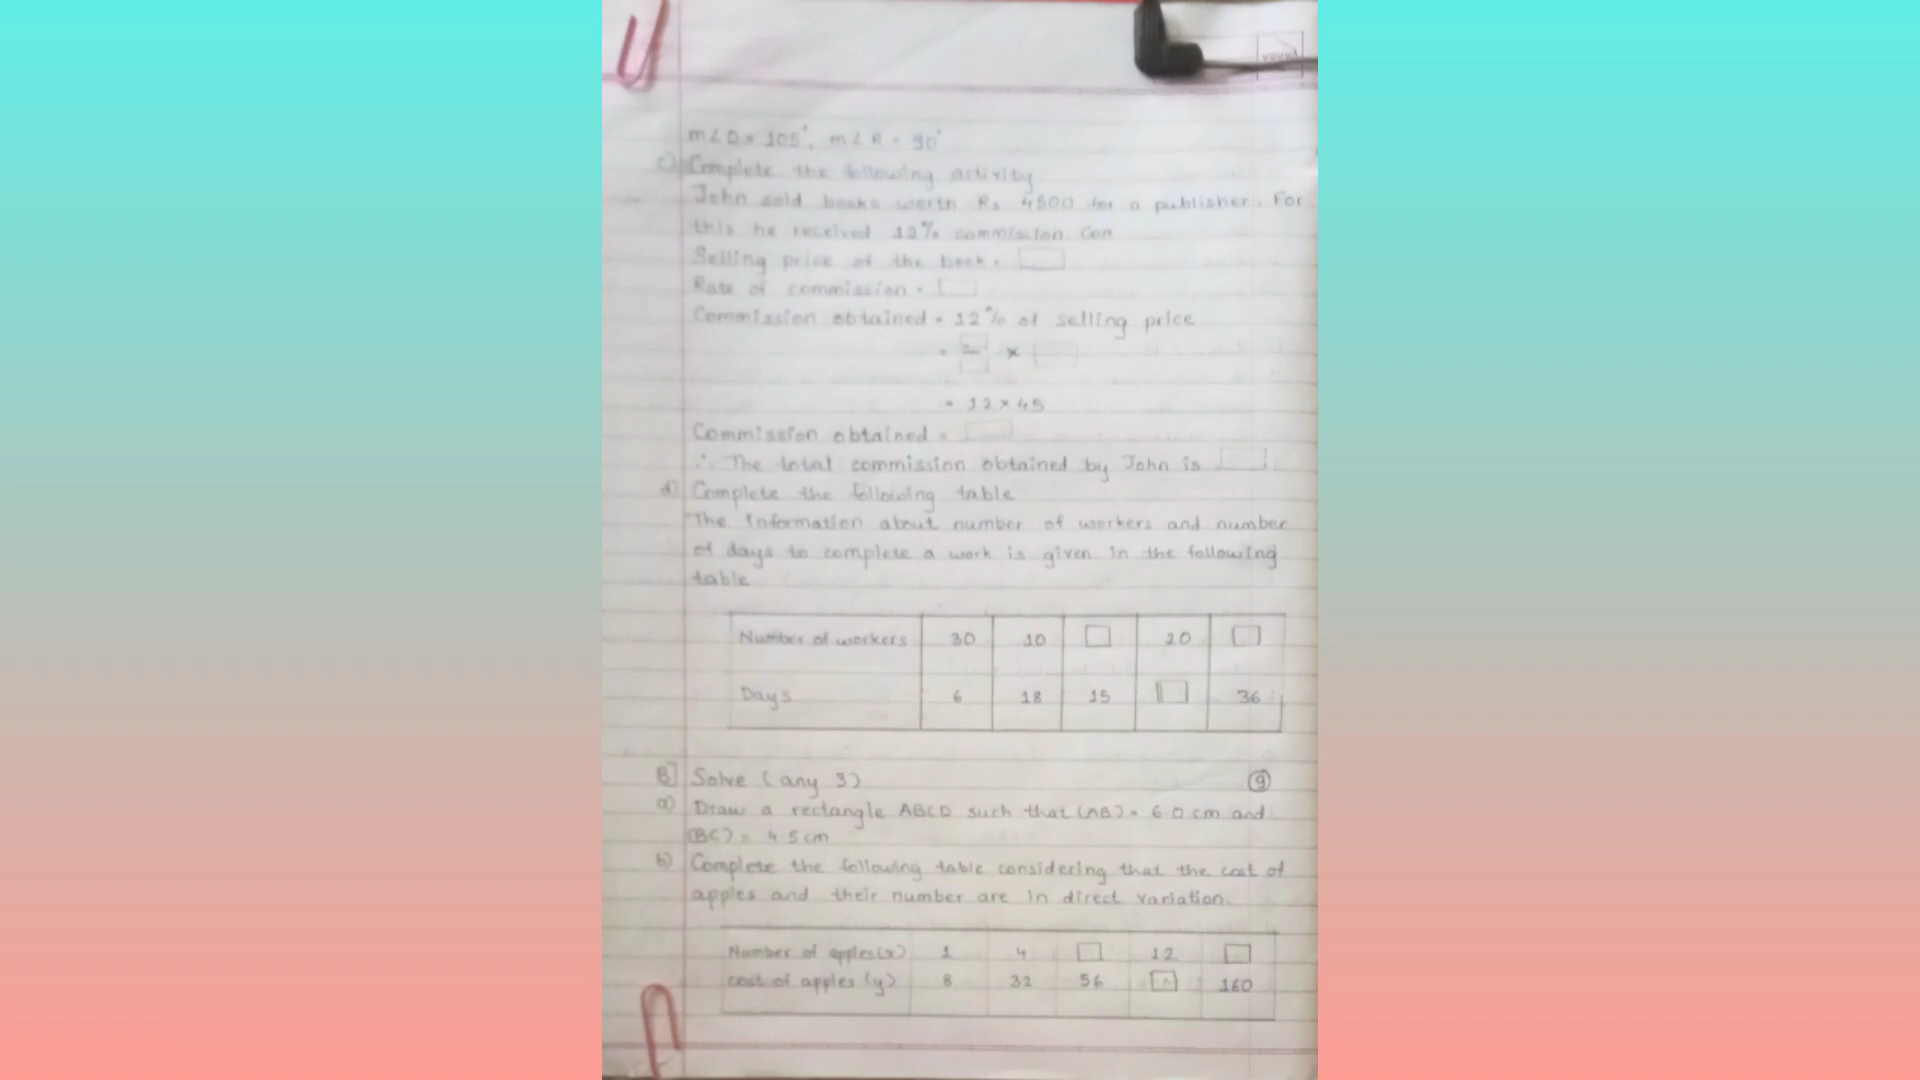 m∠D = 105°, m∠R = 90°
c) Complete the following activity
John sold books worth Rs 4500 for a publisher. For
this he received 12% commission. Com
Selling price of the book =
Rate of commission =
Commission obtained = 12% of selling price
= ×
= 12 × 45
Commission obtained =
∴ The total commission obtained by John is
d) Complete the following table
The Information about number of workers and number
of days to complete a work is given in the following
table
Number of workers 30 10 20
Days 6 18 15 36
B] Solve (any 3) 9
a) Draw a rectangle ABCD such that l(AB) = 6.0 cm and
l(BC) = 4.5 cm
b) Complete the following table considering that the cost of
apples and their number are in direct variation.
Number of apples (x) 1 4 12
cost of apples (y) 8 32 56 160